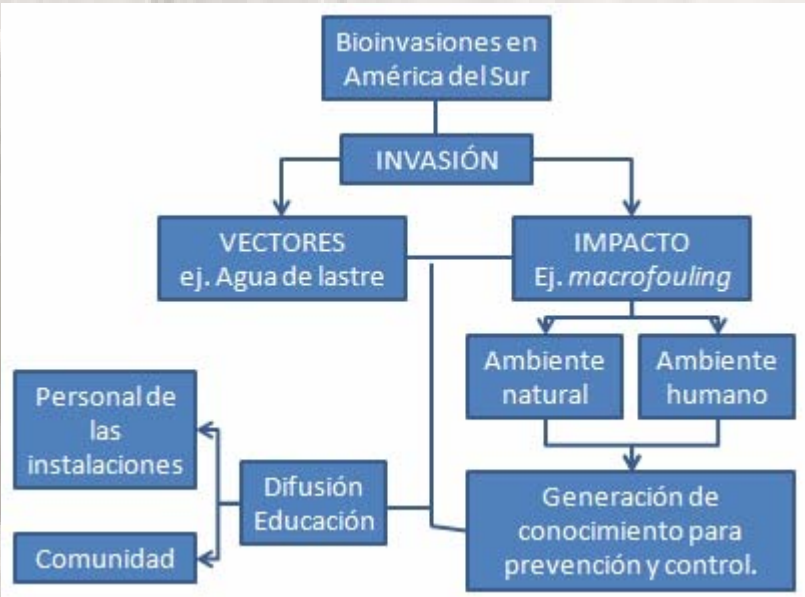 Bioinvasiones en
América del Sur
INVASIÓN
VECTORES
ej. Agua de lastre
IMPACTO
Ej. macrofouling
Ambiente
natural
Ambiente
humano
Personal de
las
instalaciones
Difusión
Educación
Comunidad
Generación de
conocimiento para
prevención y control.